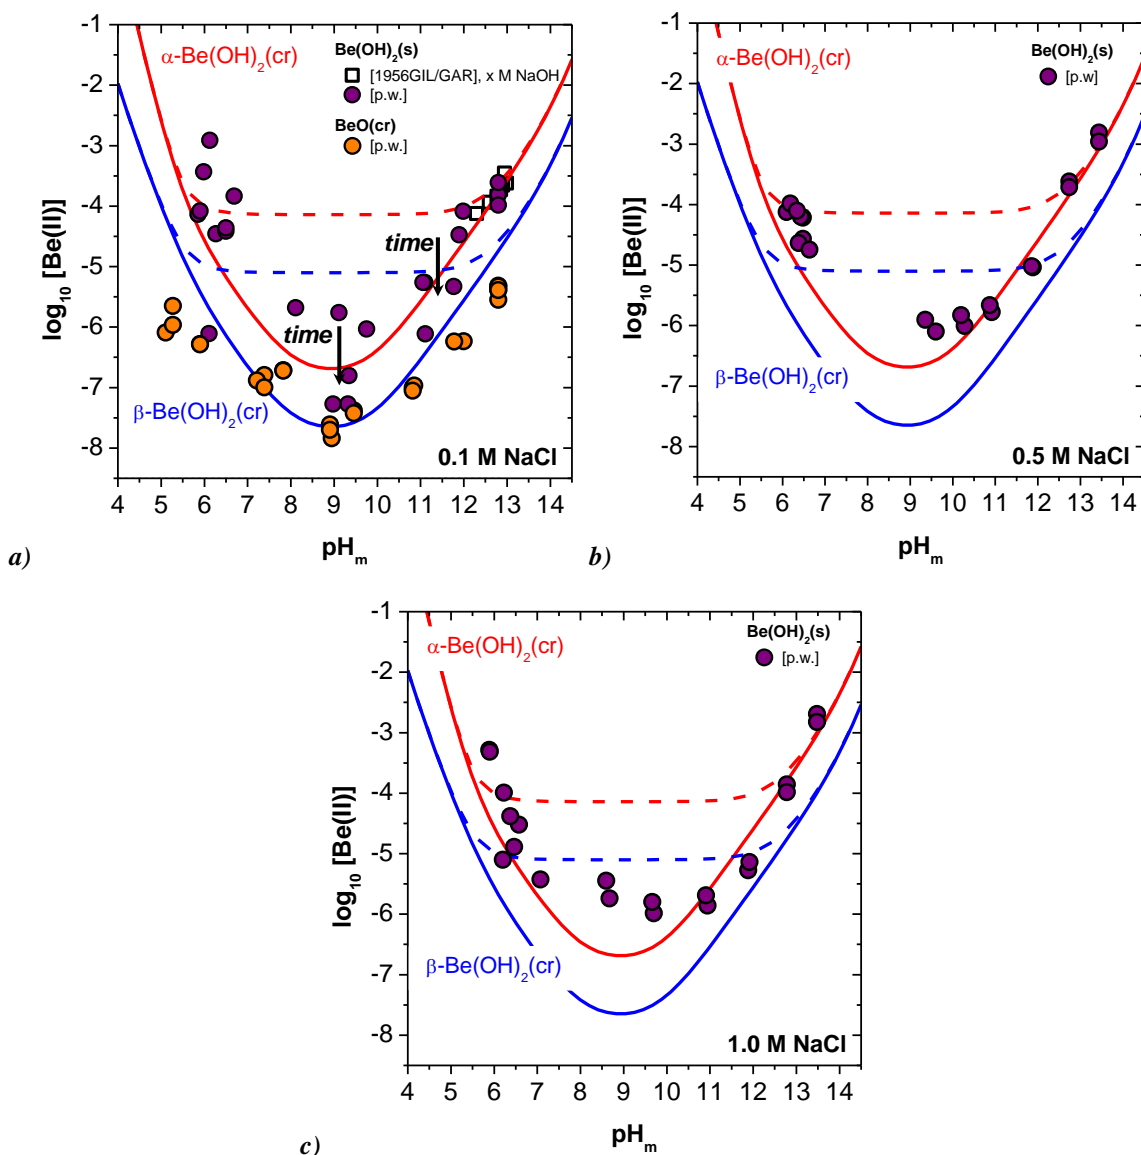 -1
-2
-3
-4
-5
-6
-7
-8
log₁₀ [Be(II)]
α-Be(OH)₂(cr)
Be(OH)₂(s)
[1956GIL/GAR], x M NaOH
[p.w.]
BeO(cr)
[p.w.]
time
time
β-Be(OH)₂(cr)
0.1 M NaCl
4 5 6 7 8 9 10 11 12 13 14
pHₘ
a)
-1
-2
-3
-4
-5
-6
-7
-8
log₁₀ [Be(II)]
α-Be(OH)₂(cr)
Be(OH)₂(s)
[p.w]
β-Be(OH)₂(cr)
0.5 M NaCl
4 5 6 7 8 9 10 11 12 13 14
pHₘ
b)
-1
-2
-3
-4
-5
-6
-7
-8
log₁₀ [Be(II)]
α-Be(OH)₂(cr)
Be(OH)₂(s)
[p.w.]
β-Be(OH)₂(cr)
1.0 M NaCl
4 5 6 7 8 9 10 11 12 13 14
pHₘ
c)